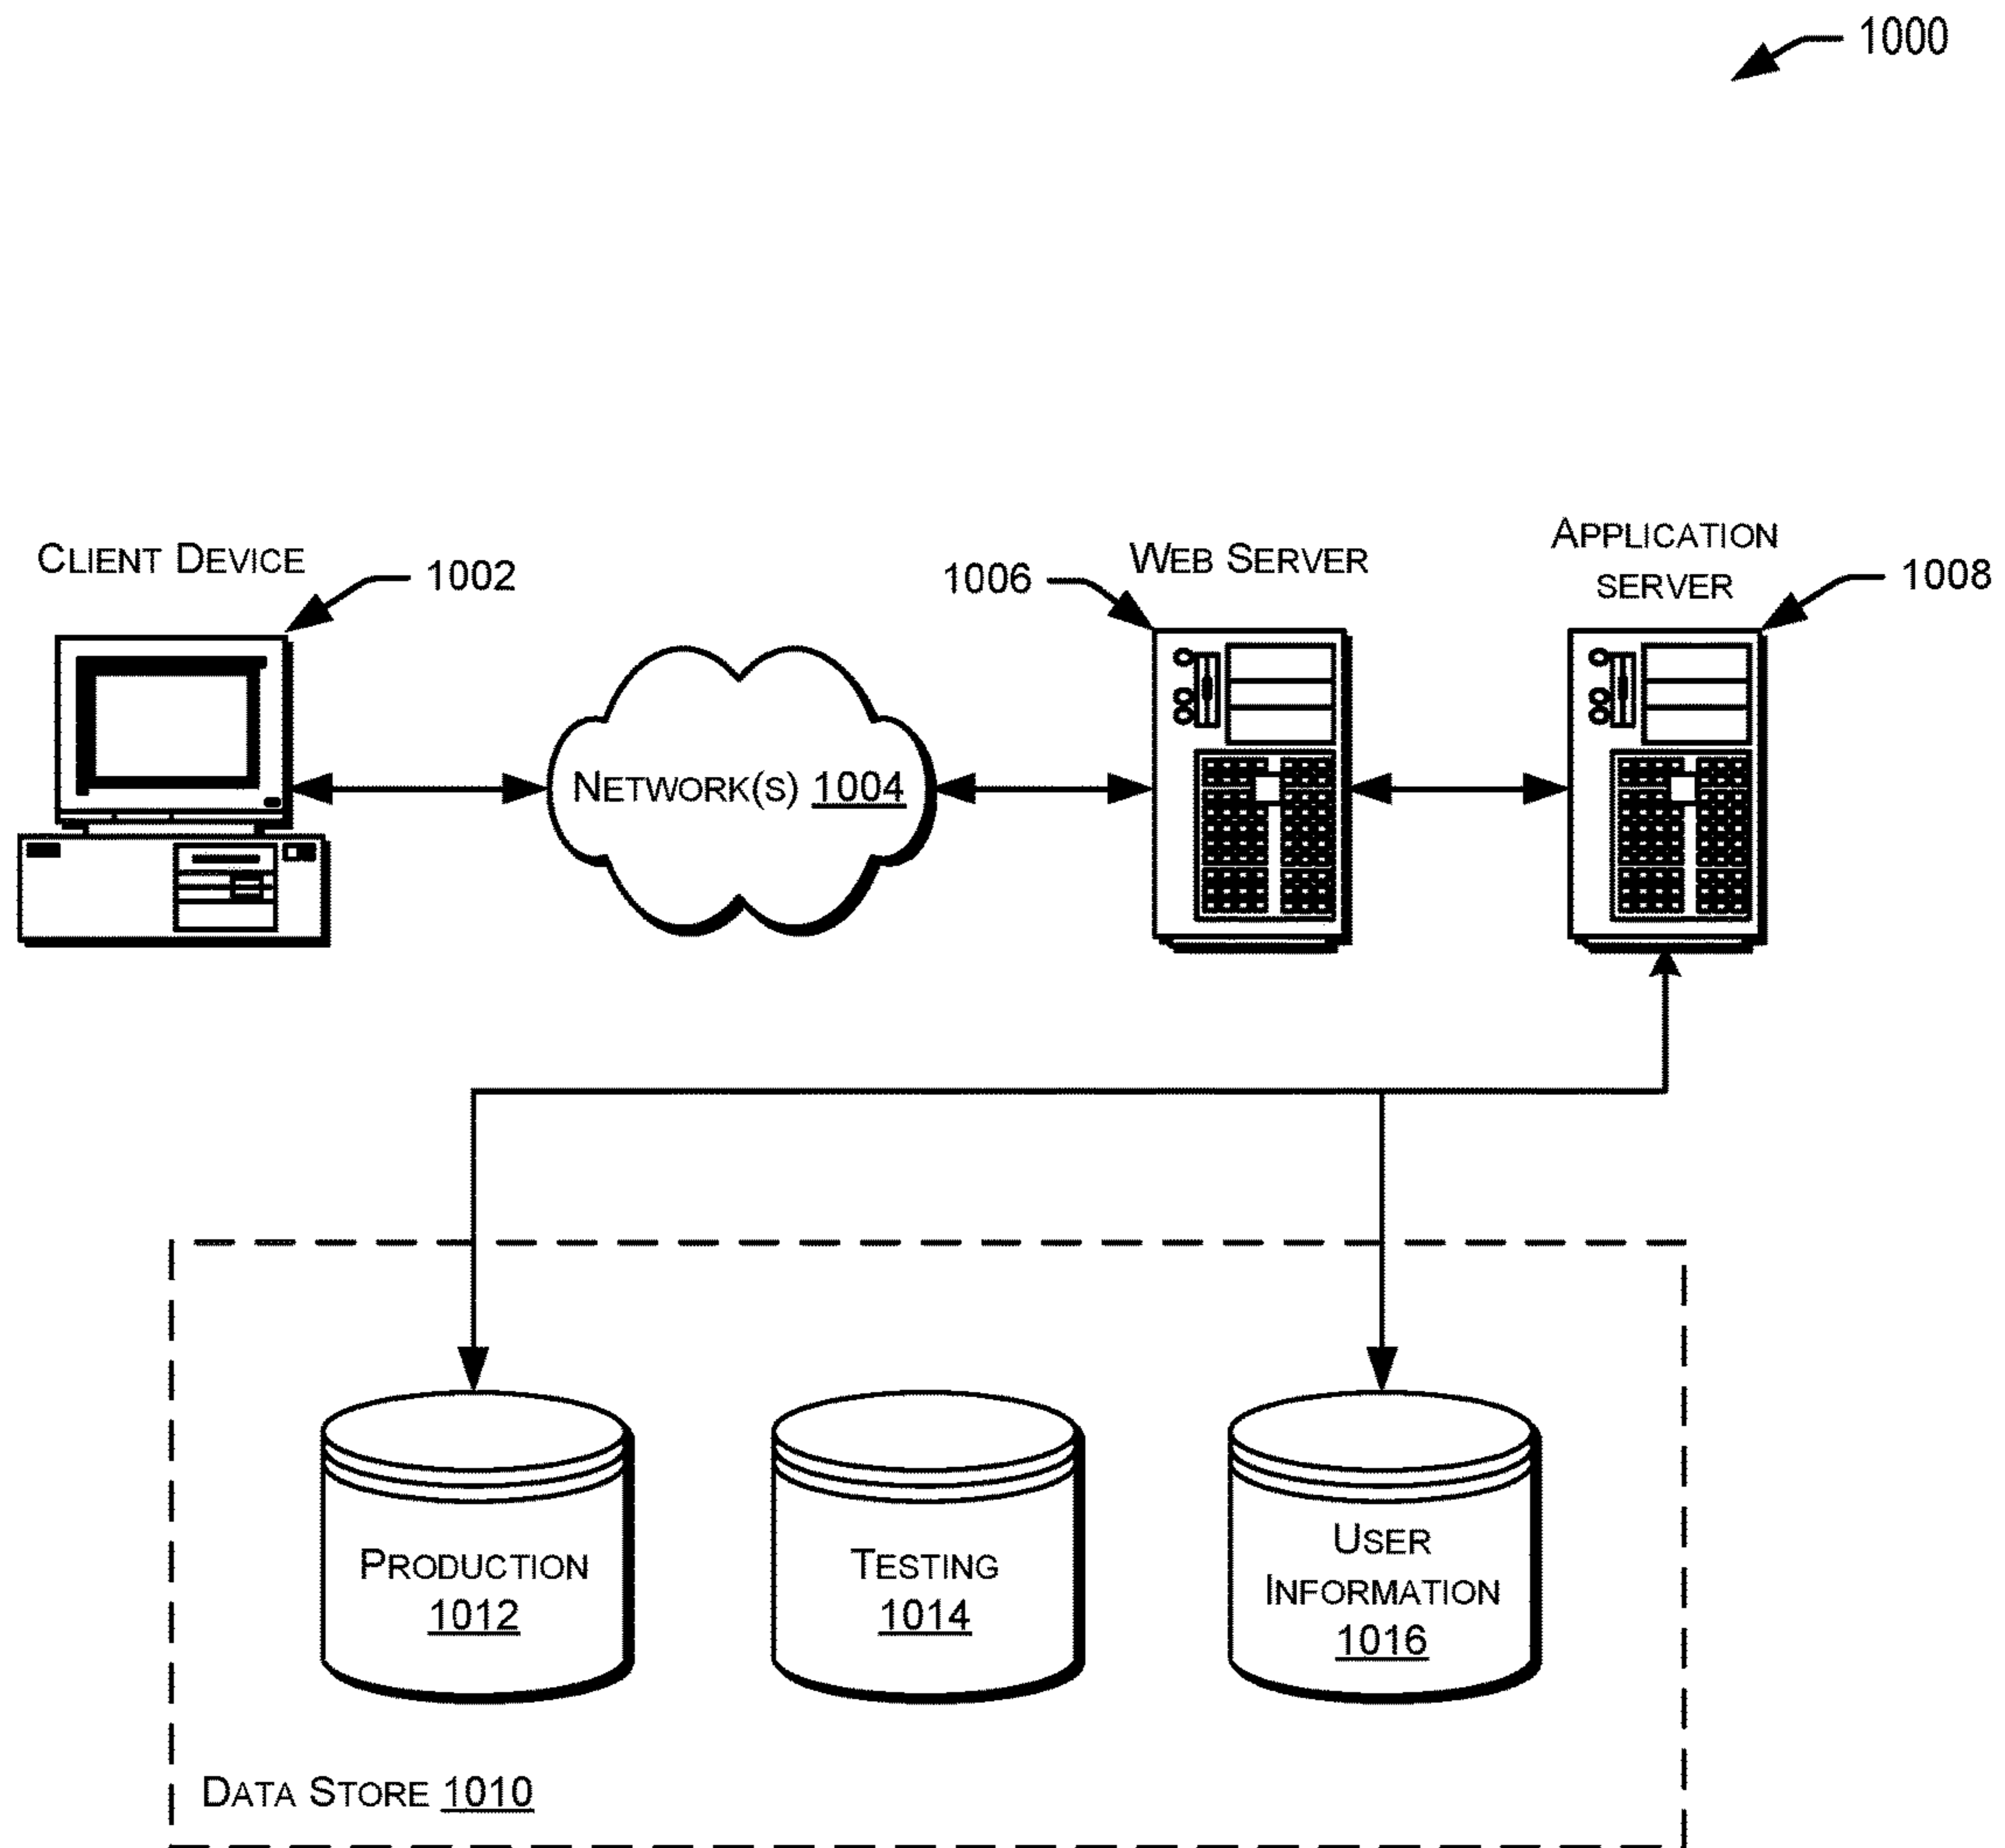 1000
CLIENT DEVICE
1002
NETWORK(S) 1004
1006
WEB SERVER
APPLICATION
SERVER
1008
PRODUCTION
1012
TESTING
1014
USER
INFORMATION
1016
DATA STORE 1010